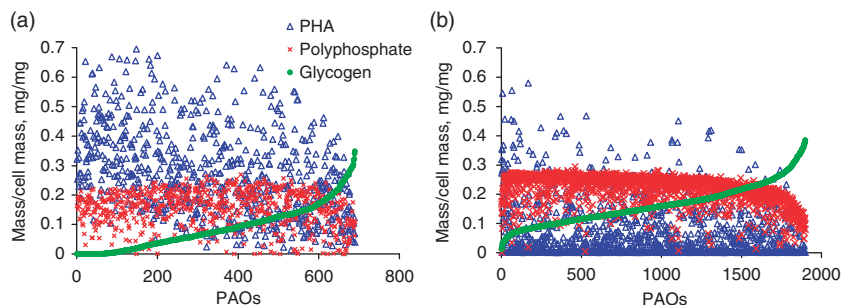 (a)
PHA
Polyphosphate
Glycogen
Mass/cell mass, mg/mg
0.7
0.6
0.5
0.4
0.3
0.2
0.1
0
0 200 400 600 800
PAOs
(b)
Mass/cell mass, mg/mg
0.7
0.6
0.5
0.4
0.3
0.2
0.1
0
0 500 1000 1500 2000
PAOs